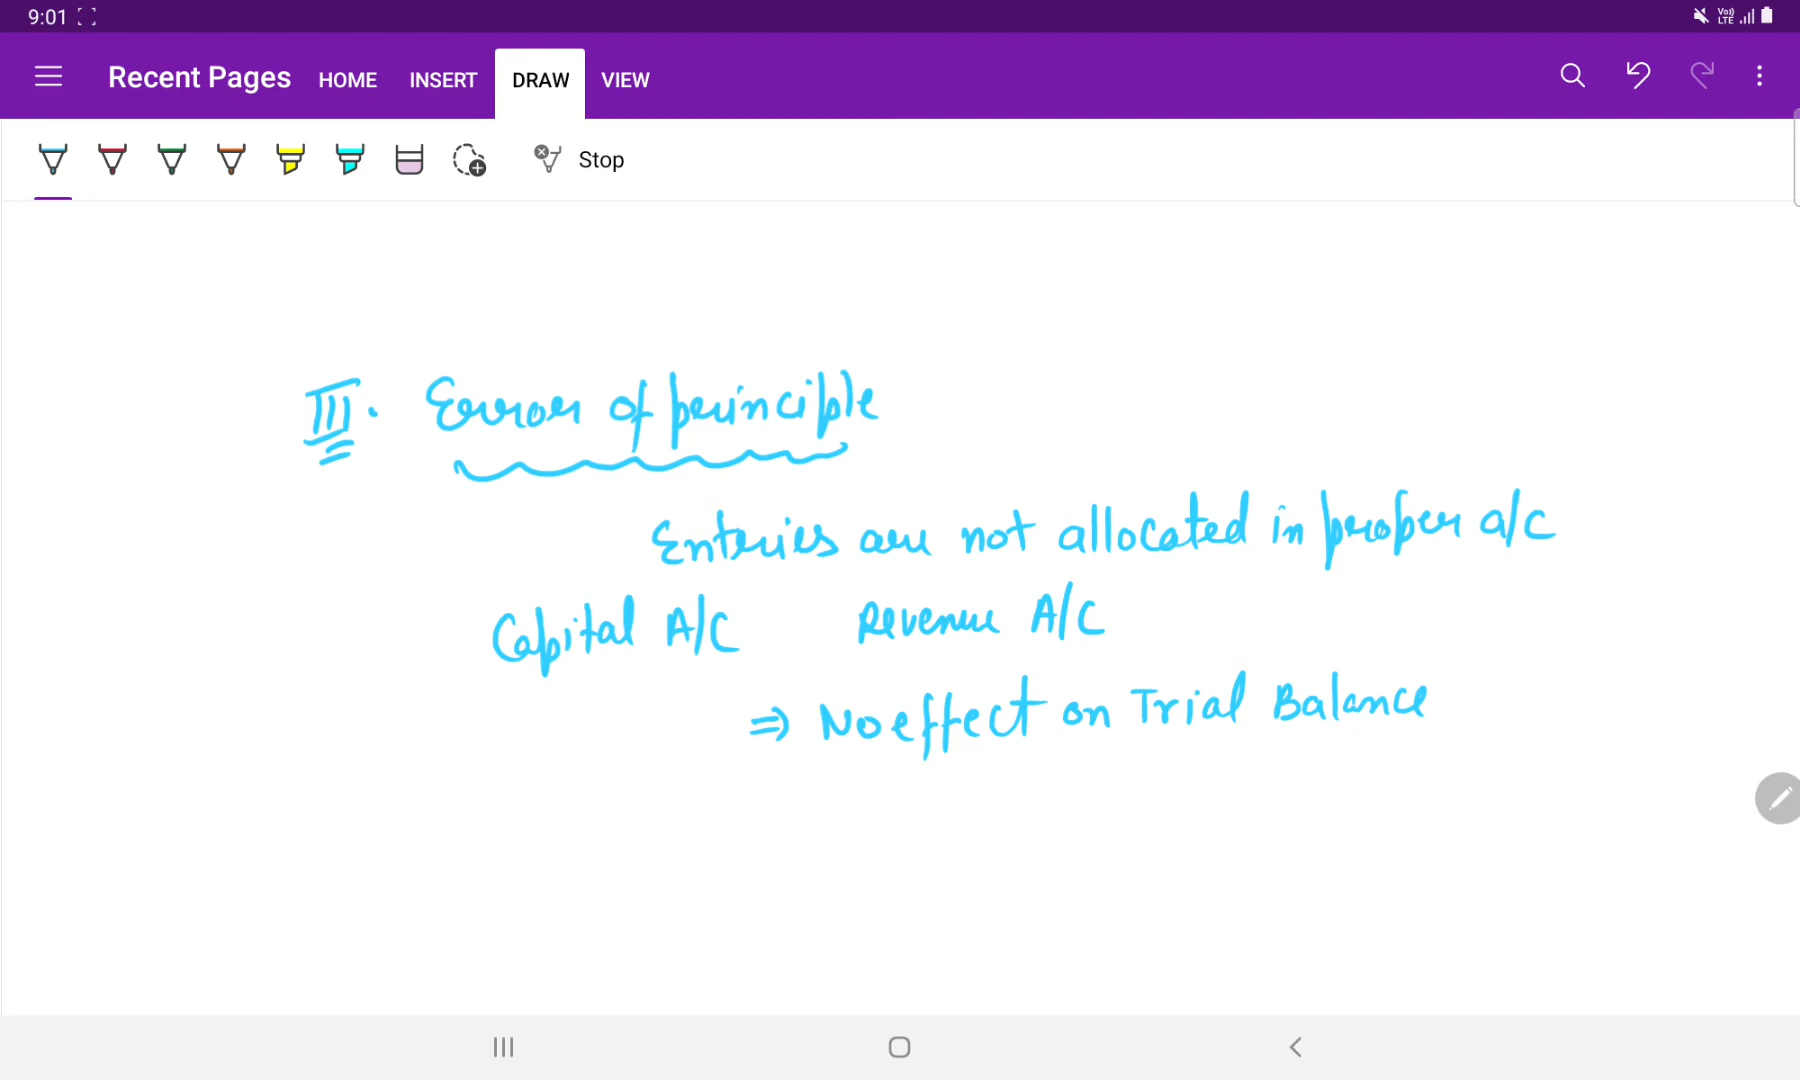 9:01
Recent Pages HOME INSERT DRAW VIEW
Stop
III. Error of principle
Entries are not allocated in proper a/c
Capital A/C Revenue A/C
⇒ No effect on Trial Balance